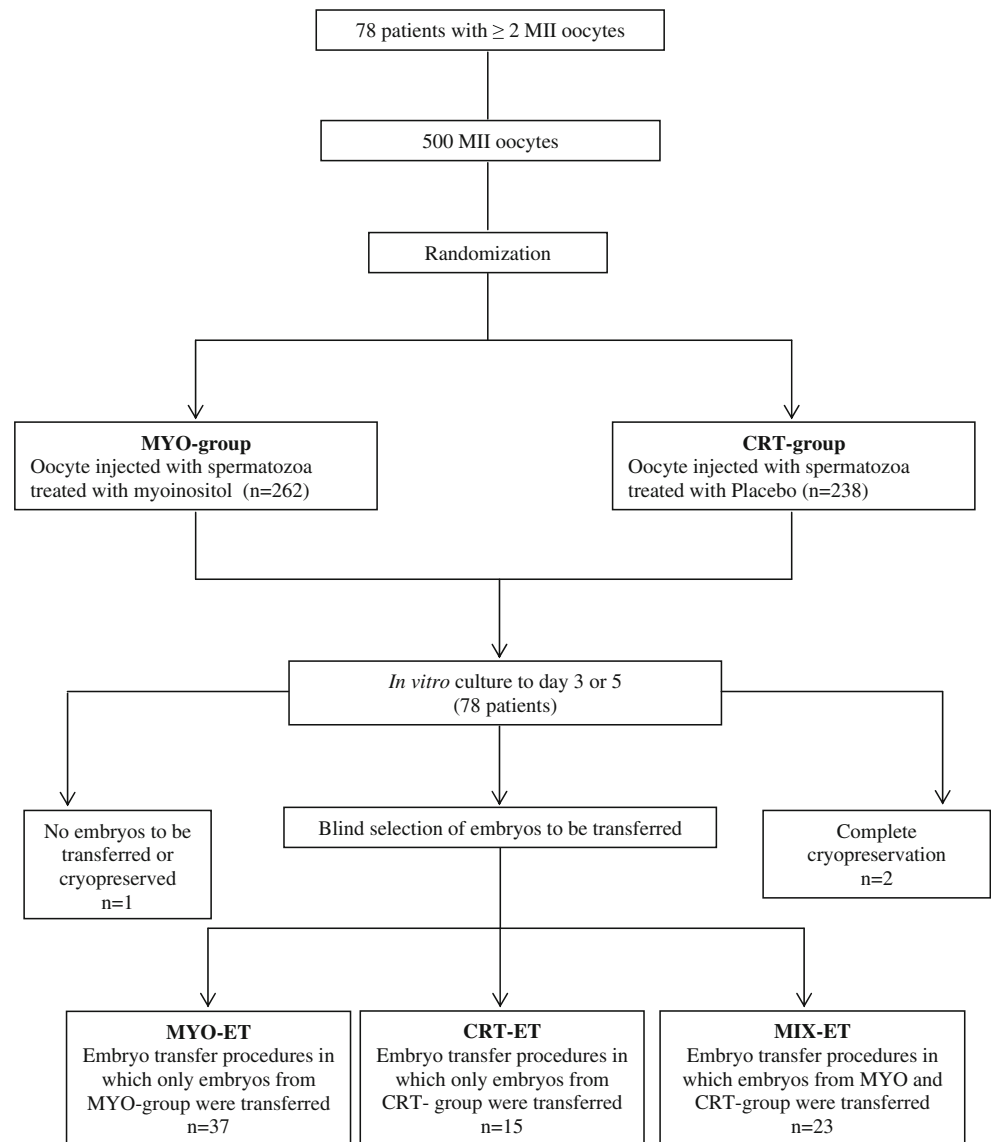 78 patients with ≥ 2 MII oocytes
500 MII oocytes
Randomization
MYO-group
Oocyte injected with spermatozoa
treated with myoinositol (n=262)
CRT-group
Oocyte injected with spermatozoa
treated with Placebo (n=238)
In vitro culture to day 3 or 5
(78 patients)
No embryos to be
transferred or
cryopreserved
n=1
Blind selection of embryos to be transferred
Complete
cryopreservation
n=2
MYO-ET
Embryo transfer procedures in
which only embryos from
MYO-group were transferred
n=37
CRT-ET
Embryo transfer procedures in
which only embryos from
CRT- group were transferred
n=15
MIX-ET
Embryo transfer procedures in
which embryos from MYO and
CRT-group were transferred
n=23